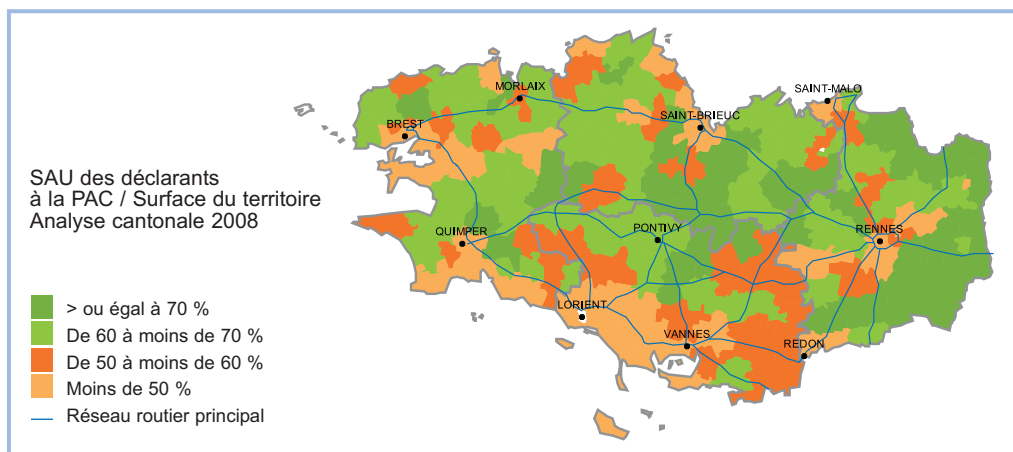 SAU des déclarants
à la PAC / Surface du territoire
Analyse cantonale 2008
> ou égal à 70 %
De 60 à moins de 70 %
De 50 à moins de 60 %
Moins de 50 %
Réseau routier principal
MORLAIX
SAINT-MALO
SAINT-BRIEUC
BREST
QUIMPER
PONTIVY
RENNES
LORIENT
VANNES
REDON